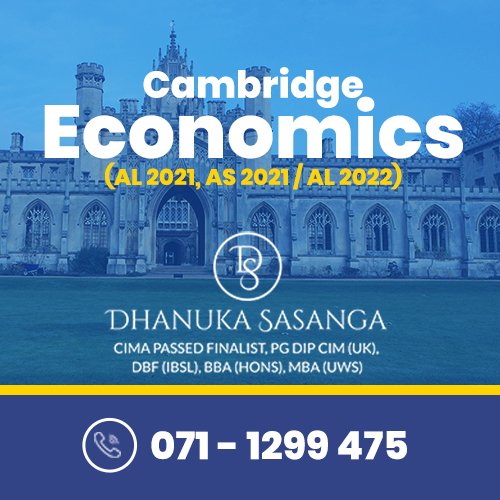 Cambridge
Economics
(AL 2021, AS 2021 / AL 2022)
DS
DHANUKA SASANGA
CIMA PASSED FINALIST, PG DIP CIM (UK),
DBF (IBSL), BBA (HONS), MBA (UWS)
071 - 1299 475